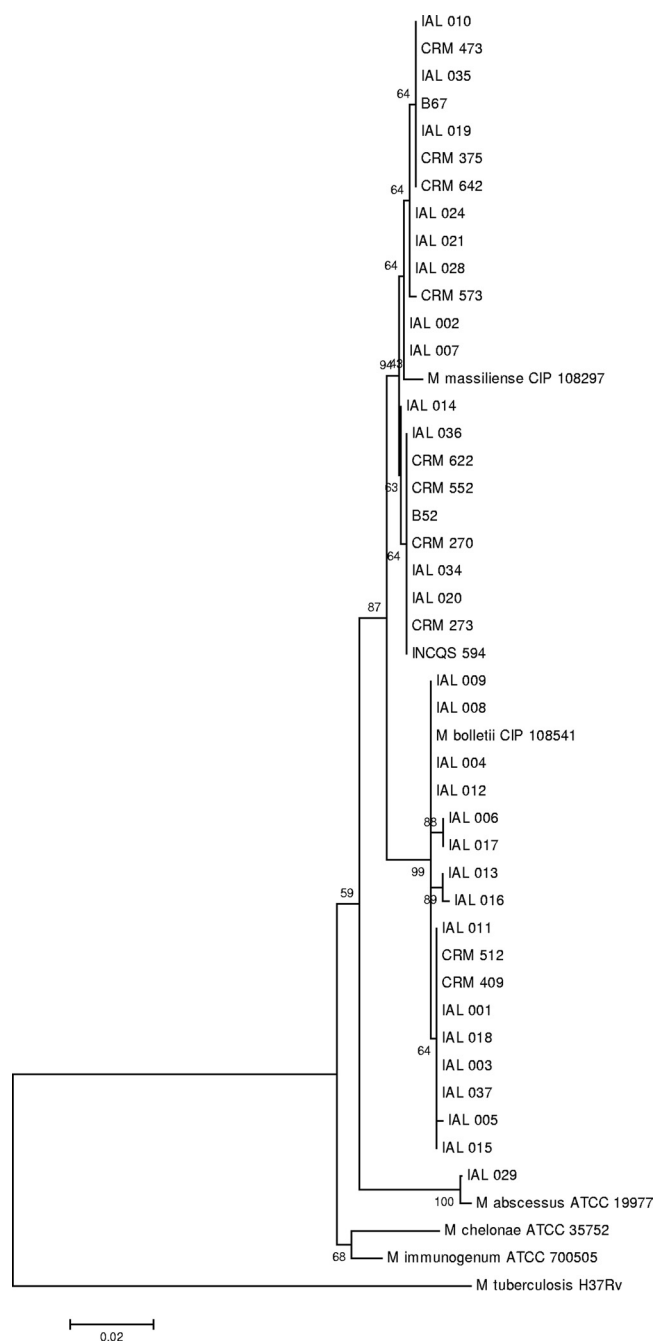 IAL 010
CRM 473
IAL 035
64
B67
IAL 019
CRM 375
CRM 642
64
IAL 024
IAL 021
64
IAL 028
CRM 573
IAL 002
IAL 007
94
43
M massiliense CIP 108297
IAL 014
IAL 036
CRM 622
63
CRM 552
B52
CRM 270
64
IAL 034
IAL 020
87
CRM 273
INCQS 594
IAL 009
IAL 008
M bolletii CIP 108541
IAL 004
IAL 012
88
IAL 006
IAL 017
99
IAL 013
59
89
IAL 016
IAL 011
CRM 512
CRM 409
IAL 001
IAL 018
64
IAL 003
IAL 037
IAL 005
IAL 015
IAL 029
100
M abscessus ATCC 19977
M chelonae ATCC 35752
68
M immunogenum ATCC 700505
M tuberculosis H37Rv
0.02